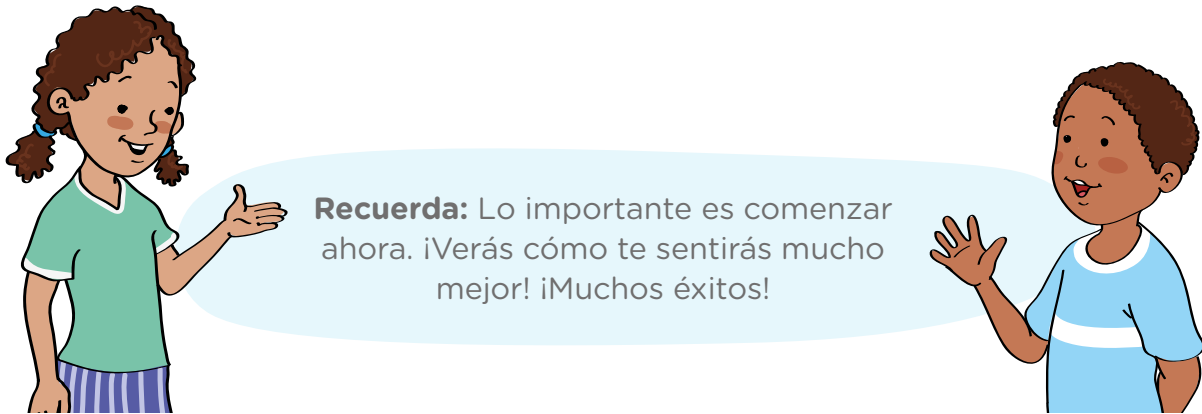 Recuerda: Lo importante es comenzar
ahora. ¡Verás cómo te sentirás mucho
mejor! ¡Muchos éxitos!